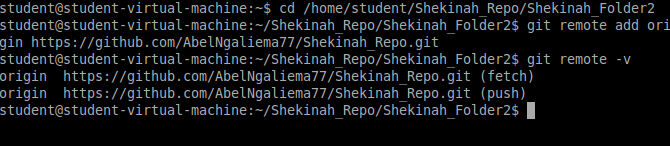 student@student-virtual-machine:~$ cd /home/student/Shekinah_Repo/Shekinah_Folder2
student@student-virtual-machine:~/Shekinah_Repo/Shekinah_Folder2$ git remote add ori
gin https://github.com/AbelNgaliema77/Shekinah_Repo.git
student@student-virtual-machine:~/Shekinah_Repo/Shekinah_Folder2$ git remote -v
origin  https://github.com/AbelNgaliema77/Shekinah_Repo.git (fetch)
origin  https://github.com/AbelNgaliema77/Shekinah_Repo.git (push)
student@student-virtual-machine:~/Shekinah_Repo/Shekinah_Folder2$